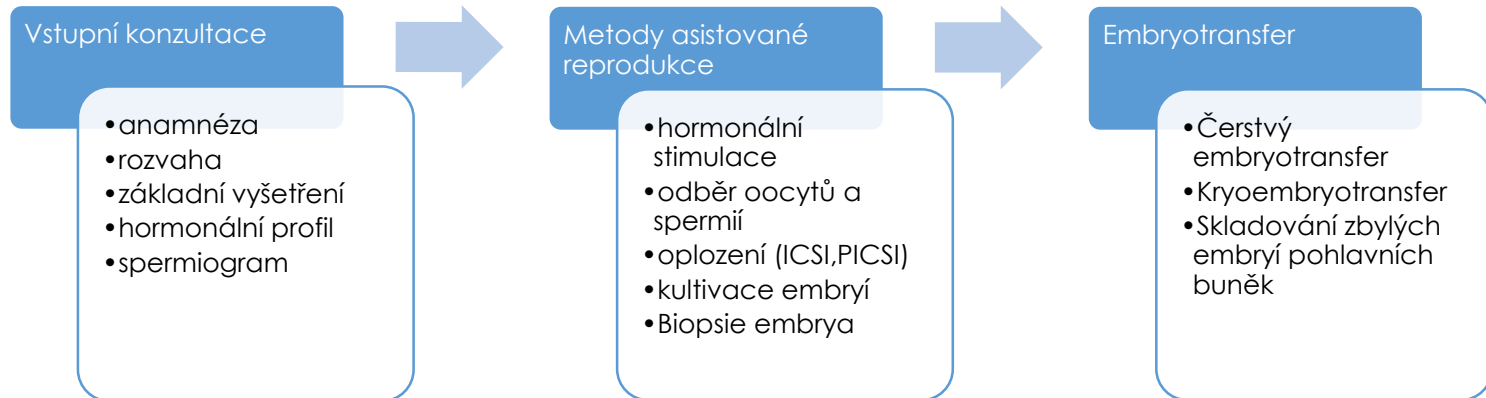 Vstupní konzultace
•anamnéza
•rozvaha
•základní vyšetření
•hormonální profil
•spermiogram
Metody asistované
reprodukce
•hormonální
stimulace
•odběr oocytů a
spermií
•oplození (ICSI,PICSI)
•kultivace embryí
•Biopsie embrya
Embryotransfer
•Čerstvý
embryotransfer
•Kryoembryotransfer
•Skladování zbylých
embryí pohlavních
buněk